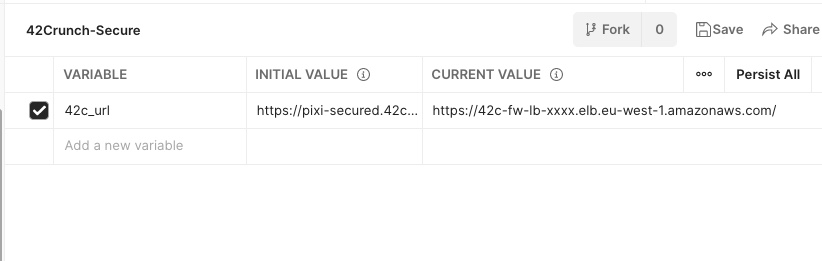 42Crunch-Secure
Fork 0 Save Share
VARIABLE INITIAL VALUE CURRENT VALUE Persist All
42c_url https://pixi-secured.42c... https://42c-fw-lb-xxxx.elb.eu-west-1.amazonaws.com/
Add a new variable